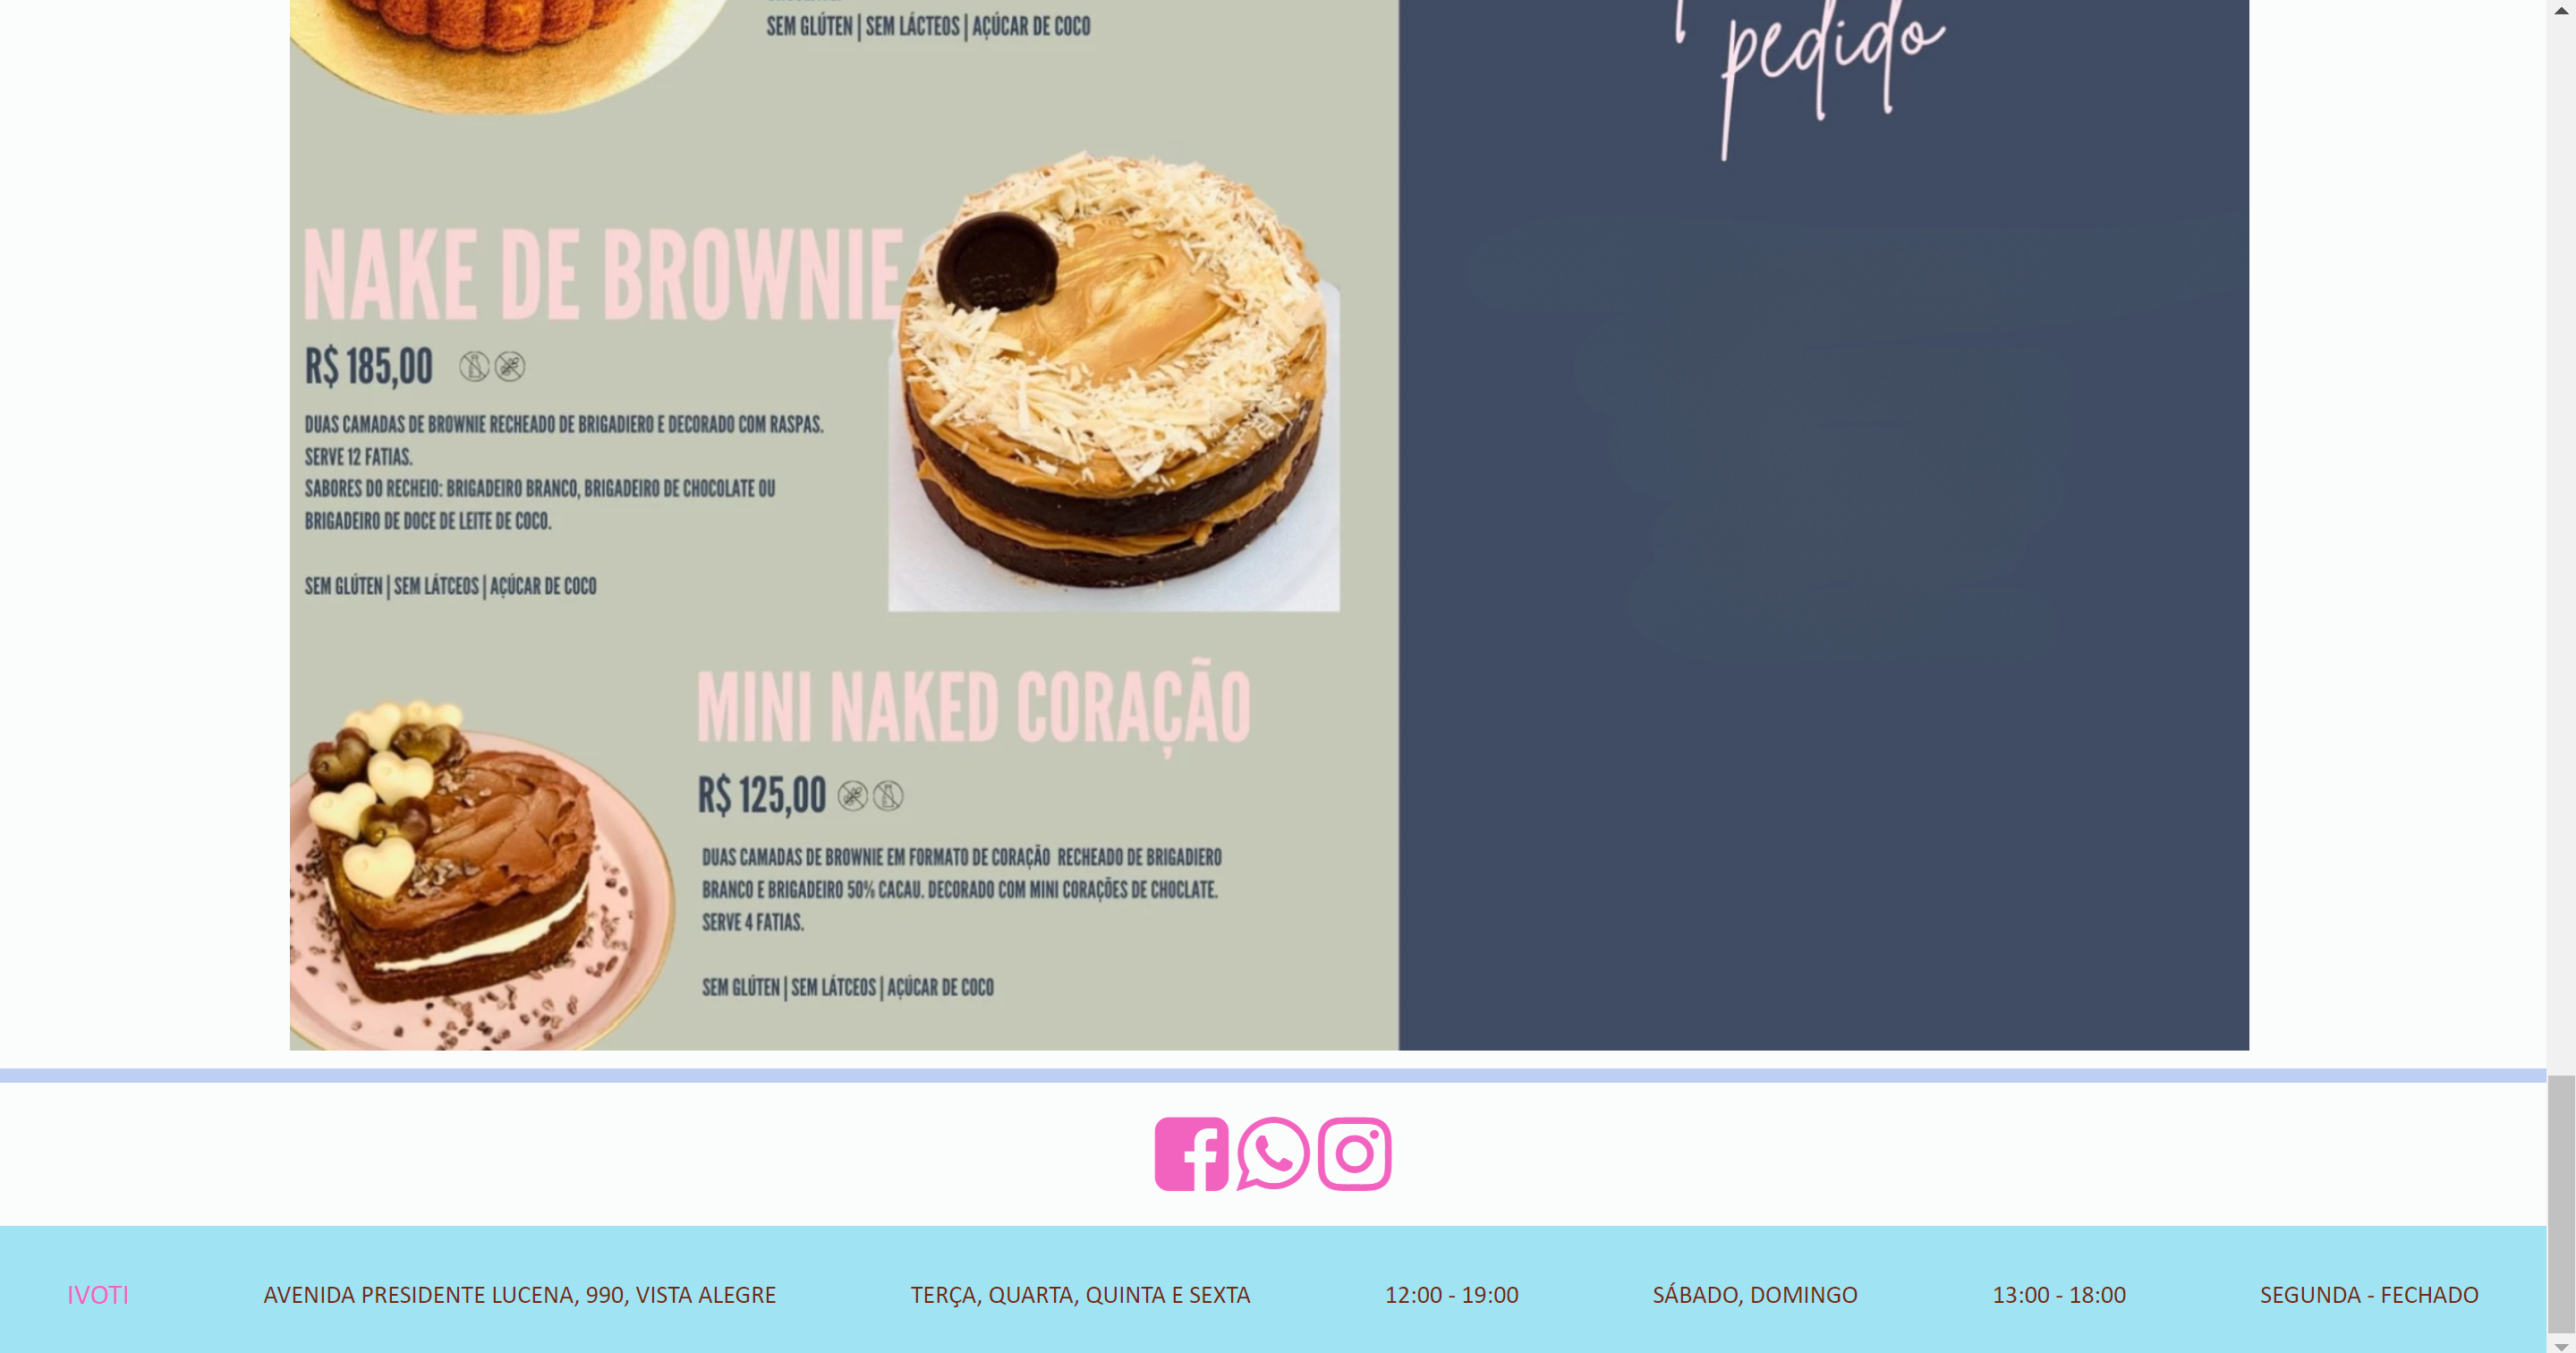 SEM GLÚTEN | SEM LÁCTEOS | AÇÚCAR DE COCO
pedido
NAKE DE BROWNIE
R$ 185,00
DUAS CAMADAS DE BROWNIE RECHEADO DE BRIGADIERO E DECORADO COM RASPAS.
SERVE 12 FATIAS.
SABORES DO RECHEIO: BRIGADEIRO BRANCO, BRIGADEIRO DE CHOCOLATE OU
BRIGADEIRO DE DOCE DE LEITE DE COCO.
SEM GLÚTEN | SEM LÁTCEOS | AÇÚCAR DE COCO
MINI NAKED CORAÇÃO
R$ 125,00
DUAS CAMADAS DE BROWNIE EM FORMATO DE CORAÇÃO RECHEADO DE BRIGADIERO
BRANCO E BRIGADEIRO 50% CACAU. DECORADO COM MINI CORAÇÕES DE CHOCLATE.
SERVE 4 FATIAS.
SEM GLÚTEN | SEM LÁTCEOS | AÇÚCAR DE COCO
IVOTI AVENIDA PRESIDENTE LUCENA, 990, VISTA ALEGRE TERÇA, QUARTA, QUINTA E SEXTA 12:00 - 19:00 SÁBADO, DOMINGO 13:00 - 18:00 SEGUNDA - FECHADO